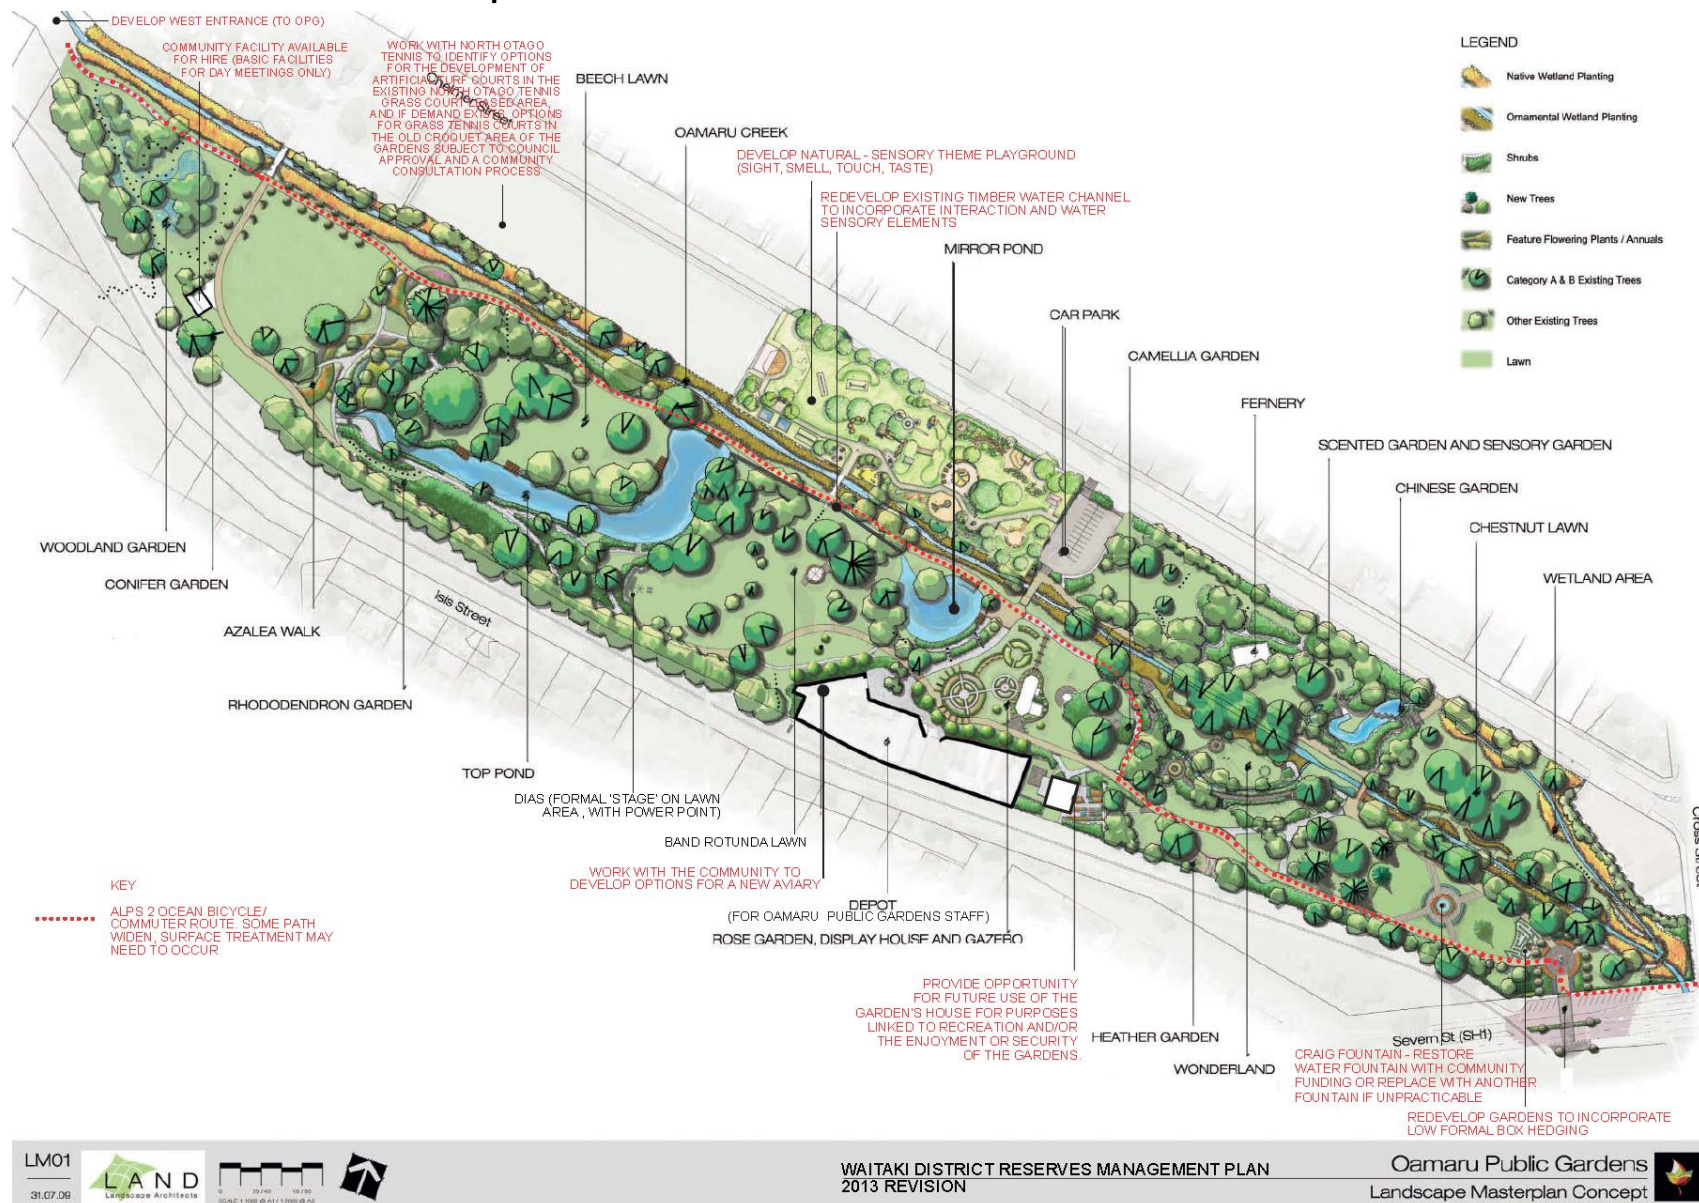 DEVELOP WEST ENTRANCE (TO OPG)
COMMUNITY FACILITY AVAILABLE
FOR HIRE (BASIC FACILITIES
FOR DAY MEETINGS ONLY)
WORK WITH NORTH OTAGO
TENNIS TO IDENTIFY OPTIONS
FOR THE DEVELOPMENT OF
ARTIFICIAL TURF COURTS IN THE
EXISTING NORTH OTAGO TENNIS
GRASS COURT LEASED AREA,
AND IF DEMAND EXISTS, OPTIONS
FOR GRASS TENNIS COURTS IN
THE OLD CROQUET AREA OF THE
GARDENS SUBJECT TO COUNCIL
APPROVAL AND A COMMUNITY
CONSULTATION PROCESS
Chelmer Street
BEECH LAWN
OAMARU CREEK
DEVELOP NATURAL - SENSORY THEME PLAYGROUND
(SIGHT, SMELL, TOUCH, TASTE)
REDEVELOP EXISTING TIMBER WATER CHANNEL
TO INCORPORATE INTERACTION AND WATER
SENSORY ELEMENTS
MIRROR POND
CAR PARK
CAMELLIA GARDEN
FERNERY
SCENTED GARDEN AND SENSORY GARDEN
CHINESE GARDEN
CHESTNUT LAWN
WETLAND AREA
LEGEND
Native Wetland Planting
Ornamental Wetland Planting
Shrubs
New Trees
Feature Flowering Plants / Annuals
Category A & B Existing Trees
Other Existing Trees
Lawn
WOODLAND GARDEN
CONIFER GARDEN
AZALEA WALK
Isis Street
RHODODENDRON GARDEN
TOP POND
DIAS (FORMAL 'STAGE' ON LAWN
AREA , WITH POWER POINT)
BAND ROTUNDA LAWN
WORK WITH THE COMMUNITY TO
DEVELOP OPTIONS FOR A NEW AVIARY
DEPOT
(FOR OAMARU PUBLIC GARDENS STAFF)
ROSE GARDEN, DISPLAY HOUSE AND GAZEBO
PROVIDE OPPORTUNITY
FOR FUTURE USE OF THE
GARDEN'S HOUSE FOR PURPOSES
LINKED TO RECREATION AND/OR
THE ENJOYMENT OR SECURITY
OF THE GARDENS.
HEATHER GARDEN
WONDERLAND
Severn St (SH1)
CRAIG FOUNTAIN - RESTORE
WATER FOUNTAIN WITH COMMUNITY
FUNDING OR REPLACE WITH ANOTHER
FOUNTAIN IF UNPRACTICABLE
REDEVELOP GARDENS TO INCORPORATE
LOW FORMAL BOX HEDGING
KEY
ALPS 2 OCEAN BICYCLE/
COMMUTER ROUTE. SOME PATH
WIDEN, SURFACE TREATMENT MAY
NEED TO OCCUR
LM01
31.07.09
LAND
Landscape Architects
WAITAKI DISTRICT RESERVES MANAGEMENT PLAN
2013 REVISION
Oamaru Public Gardens
Landscape Masterplan Concept